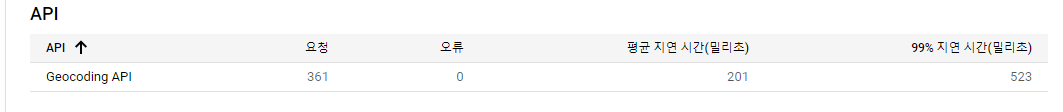 API
API 요청 오류 평균 지연 시간(밀리초) 99% 지연 시간(밀리초)
Geocoding API 361 0 201 523